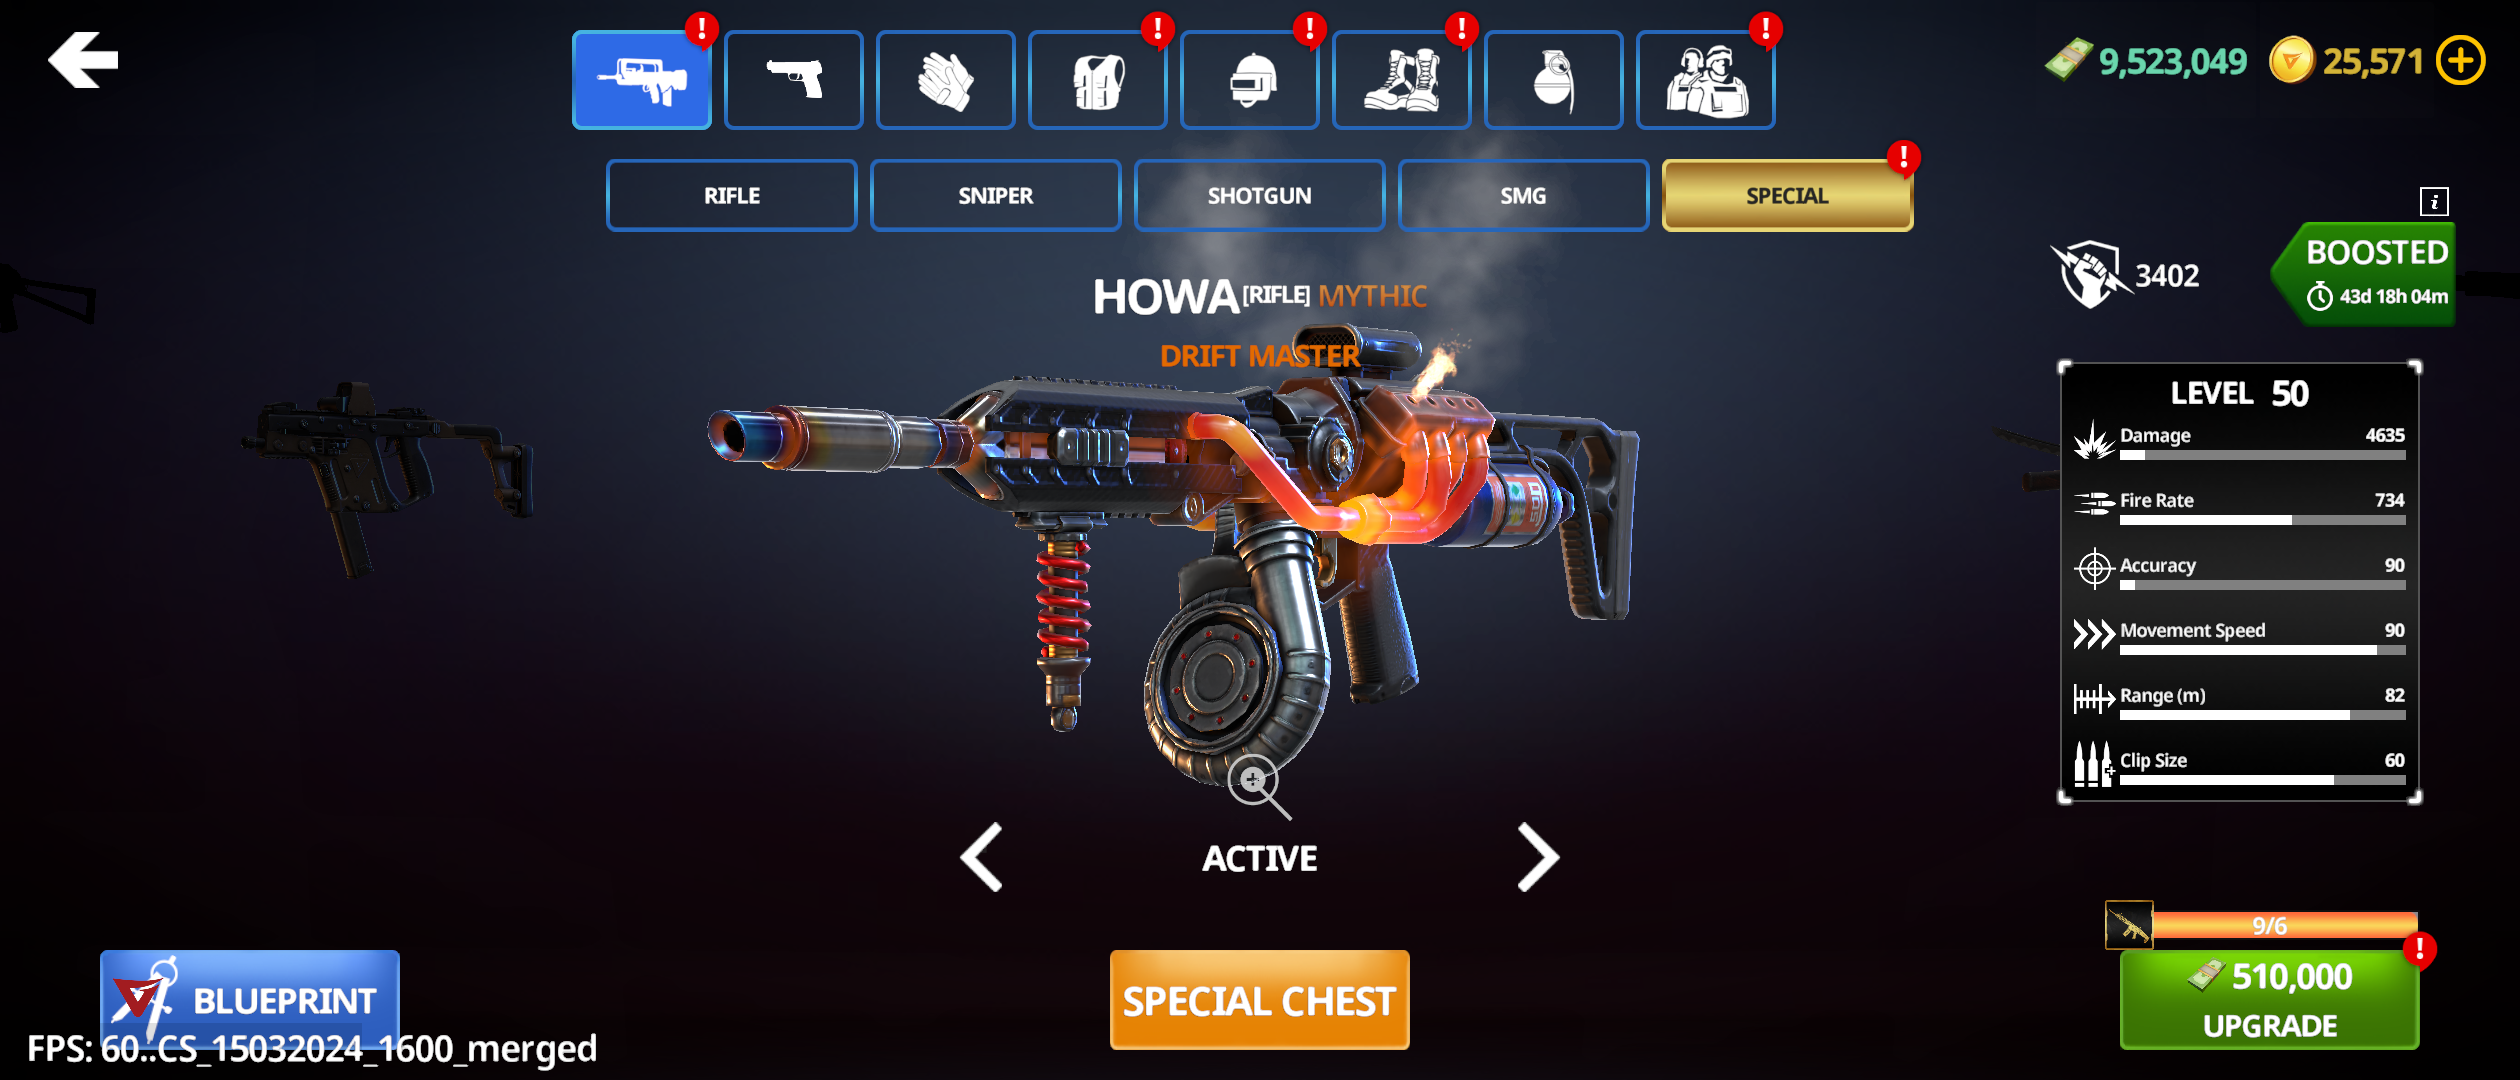 9,523,049
25,571
RIFLE
SNIPER
SHOTGUN
SMG
SPECIAL
BOOSTED
43d 18h 04m
3402
HOWA [RIFLE] MYTHIC
DRIFT MASTER
LEVEL 50
Damage 4635
Fire Rate 734
Accuracy 90
Movement Speed 90
Range (m) 82
Clip Size 60
ACTIVE
9/6
BLUEPRINT
SPECIAL CHEST
510,000
UPGRADE
FPS: 60..CS_15032024_1600_merged